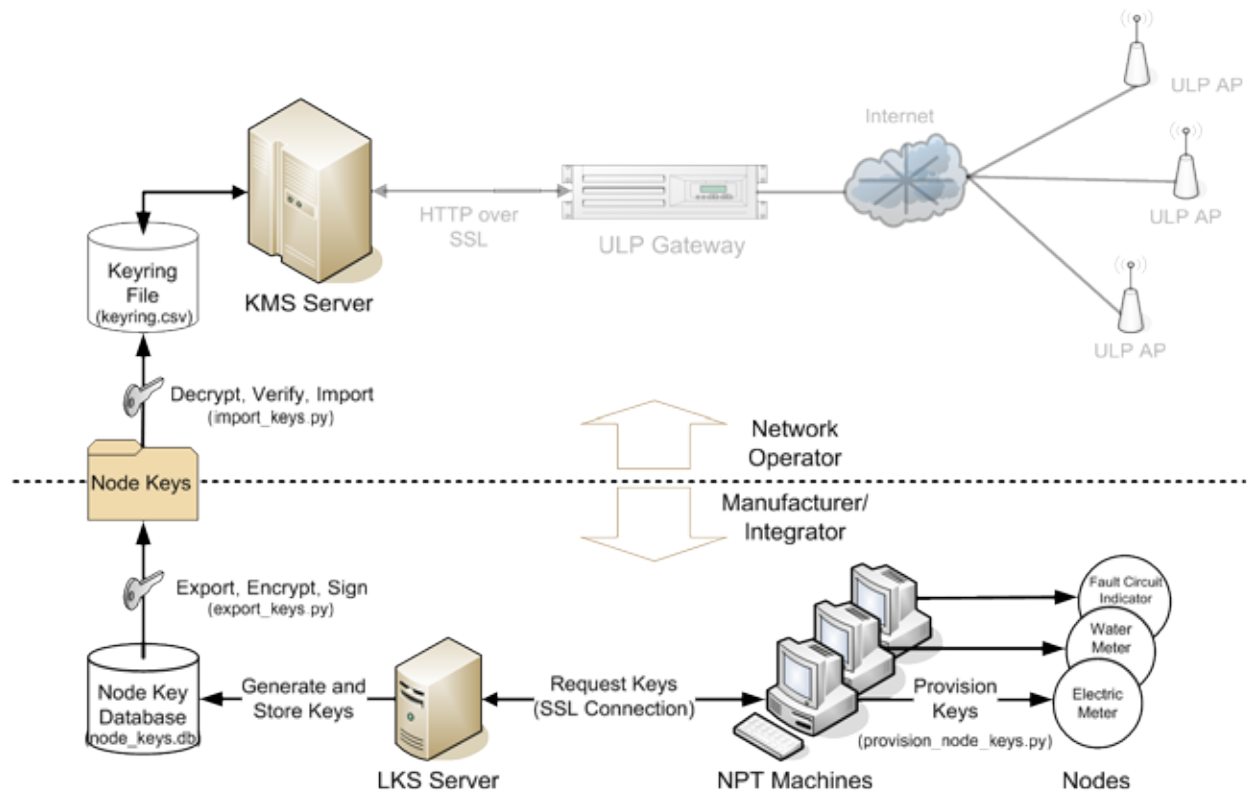 ULP AP
Internet
ULP AP
HTTP over
SSL
ULP Gateway
Keyring
File
(keyring.csv)
KMS Server
ULP AP
Decrypt, Verify, Import
(import_keys.py)
Network
Operator
Node Keys
Manufacturer/
Integrator
Export, Encrypt, Sign
(export_keys.py)
Fault Circuit
Indicator
Water
Meter
Electric
Meter
Node Key
Database
(node_keys.db)
Generate and
Store Keys
Request Keys
(SSL Connection)
Provision
Keys
(provision_node_keys.py)
LKS Server
NPT Machines
Nodes